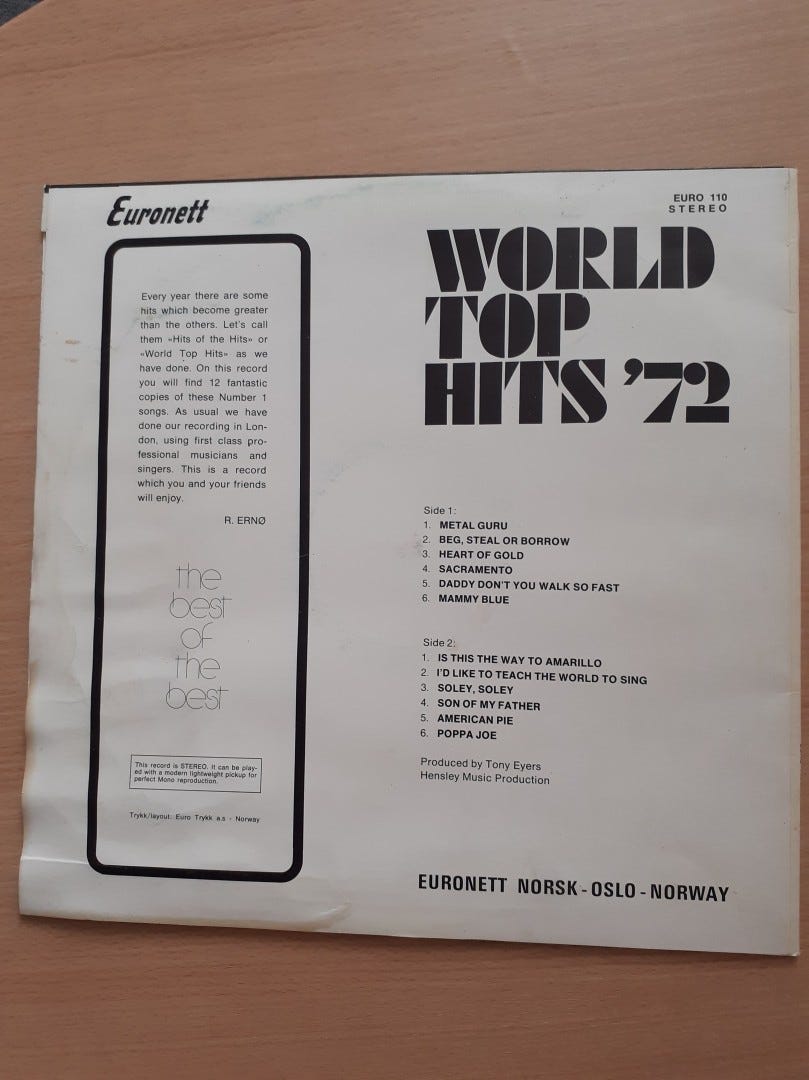 Euronett
EURO 110
STEREO
WORLD
TOP
HITS '72
Every year there are some
hits which become greater
than the others. Let's call
them «Hits of the Hits» or
«World Top Hits» as we
have done. On this record
you will find 12 fantastic
copies of these Number 1
songs. As usual we have
done our recording in Lon-
don, using first class pro-
fessional musicians and
singers. This is a record
which you and your friends
will enjoy.
R. ERNØ
the
best
of
the
best
This record is STEREO. It can be play-
ed with a modern lightweight pickup for
perfect Mono reproduction.
Trykk/layout: Euro Trykk a.s - Norway
Side 1:
1. METAL GURU
2. BEG, STEAL OR BORROW
3. HEART OF GOLD
4. SACRAMENTO
5. DADDY DON'T YOU WALK SO FAST
6. MAMMY BLUE
Side 2:
1. IS THIS THE WAY TO AMARILLO
2. I'D LIKE TO TEACH THE WORLD TO SING
3. SOLEY, SOLEY
4. SON OF MY FATHER
5. AMERICAN PIE
6. POPPA JOE
Produced by Tony Eyers
Hensley Music Production
EURONETT NORSK - OSLO - NORWAY